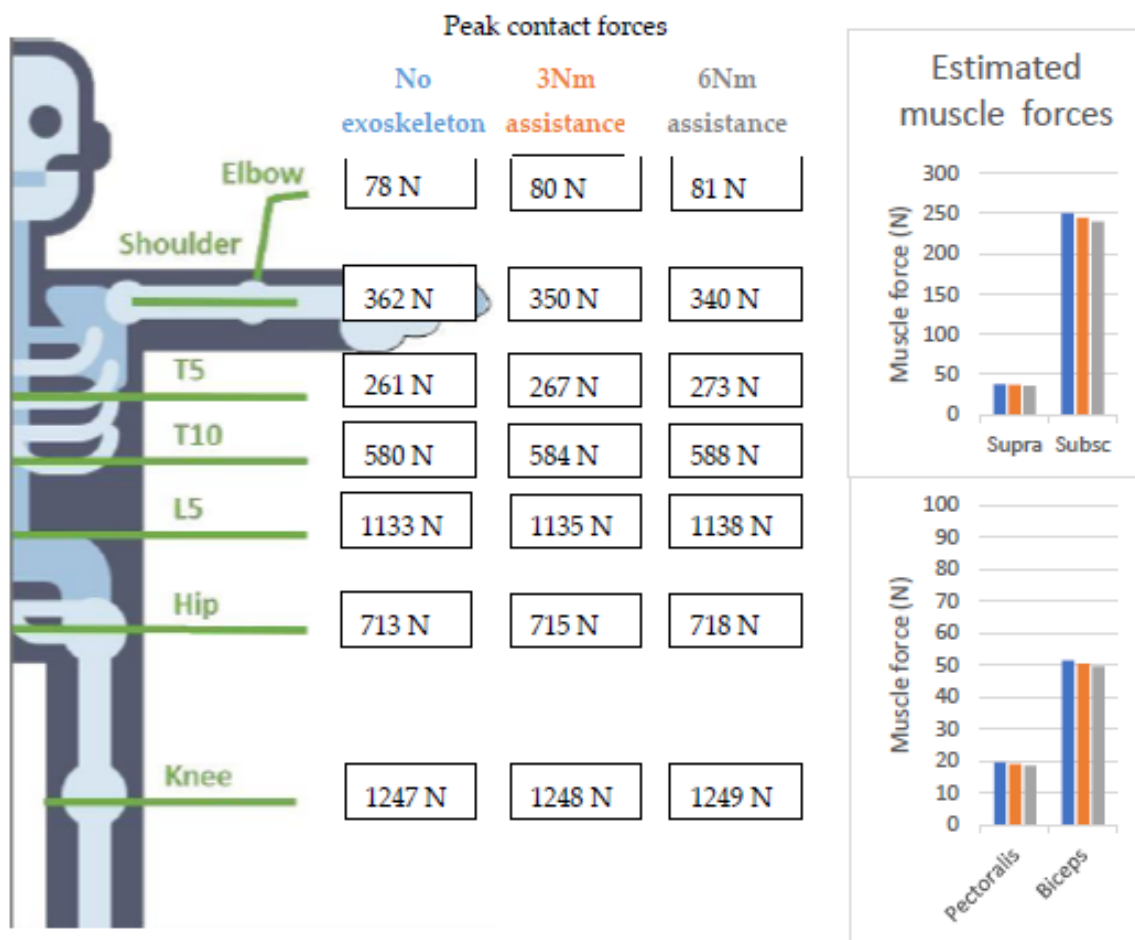 Peak contact forces
No exoskeleton
3Nm assistance
6Nm assistance
Elbow
78 N
80 N
81 N
Shoulder
362 N
350 N
340 N
T5
261 N
267 N
273 N
T10
580 N
584 N
588 N
L5
1133 N
1135 N
1138 N
Hip
713 N
715 N
718 N
Knee
1247 N
1248 N
1249 N
Estimated
muscle forces
Muscle force (N)
300
250
200
150
100
50
0
Supra Subsc
Muscle force (N)
100
90
80
70
60
50
40
30
20
10
0
Pectoralis
Biceps